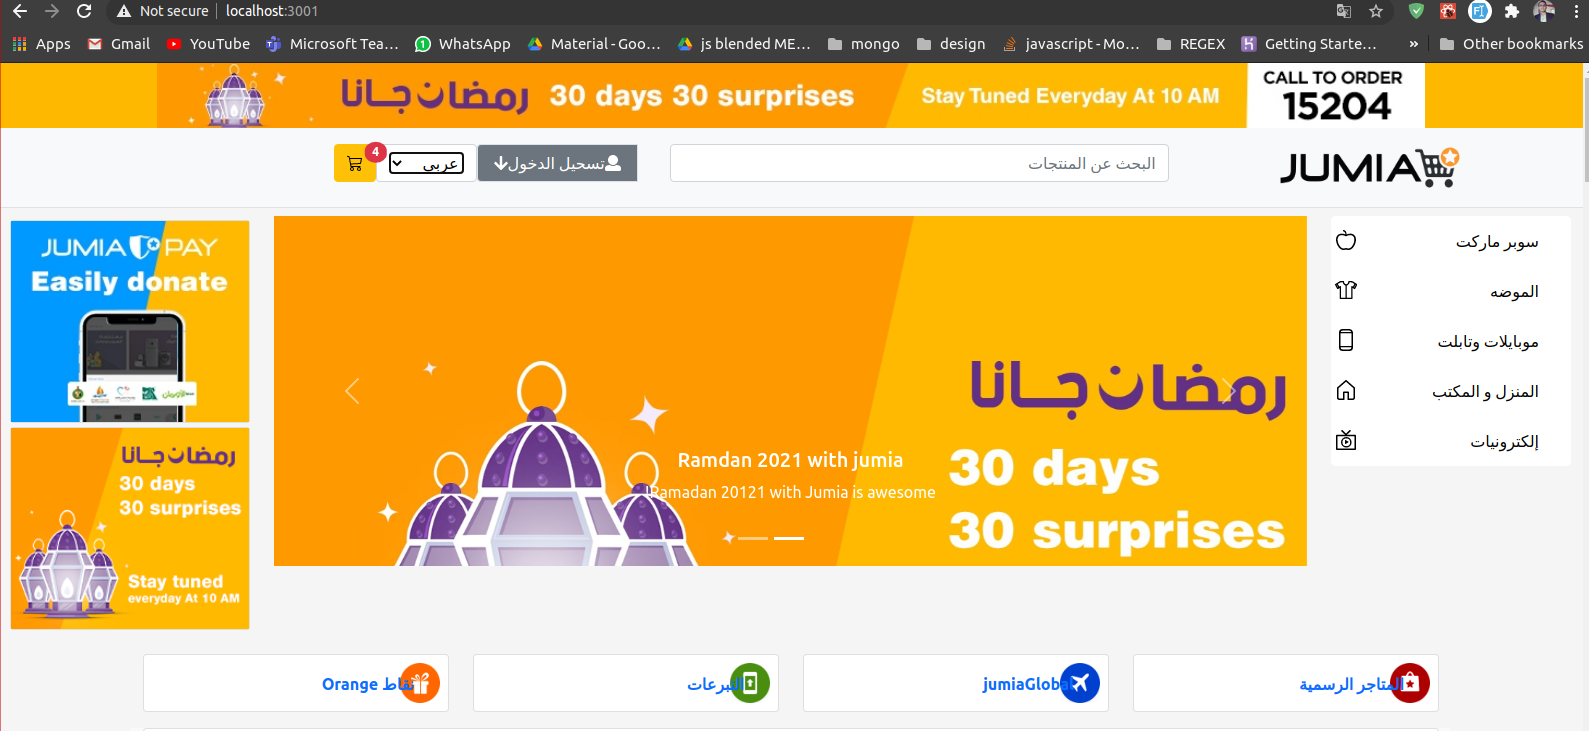 Not secure | localhost:3001
Apps Gmail YouTube Microsoft Tea... WhatsApp Material - Goo... js blended ME... mongo design javascript - Mo... REGEX Getting Starte... » Other bookmarks
رمضان جانا 30 days 30 surprises Stay Tuned Everyday At 10 AM CALL TO ORDER
15204
JUMIA
البحث عن المنتجات
تسحيل الدخول
عربى
4
سوبر ماركت
الموضه
موبايلات وتابلت
المنزل و المكتب
إلكترونيات
رمضان جانا
30 days
30 surprises
Ramdan 2021 with jumia
!Ramadan 20121 with Jumia is awesome
JUMIA PAY
Easily donate
رمضان جانا
30 days
30 surprises
Stay tuned
everyday At 10 AM
المتاجر الرسمية
jumiaGlobal
التبرعات
نقاط Orange